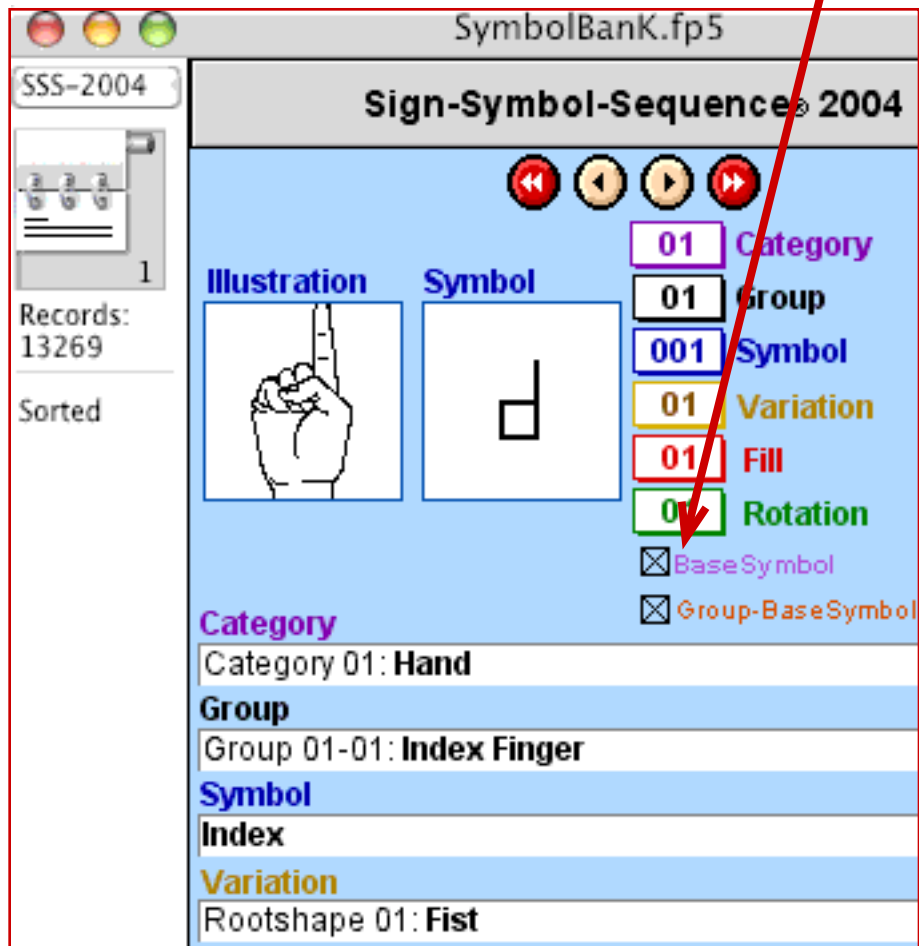 SymbolBanK.fp5
SSS-2004
Sign-Symbol-Sequence® 2004
1
Records:
13269
Sorted
Illustration
Symbol
01 Category
01 Group
001 Symbol
01 Variation
01 Fill
Rotation
BaseSymbol
Group-BaseSymbol
Category
Category 01: Hand
Group
Group 01-01: Index Finger
Symbol
Index
Variation
Rootshape 01: Fist